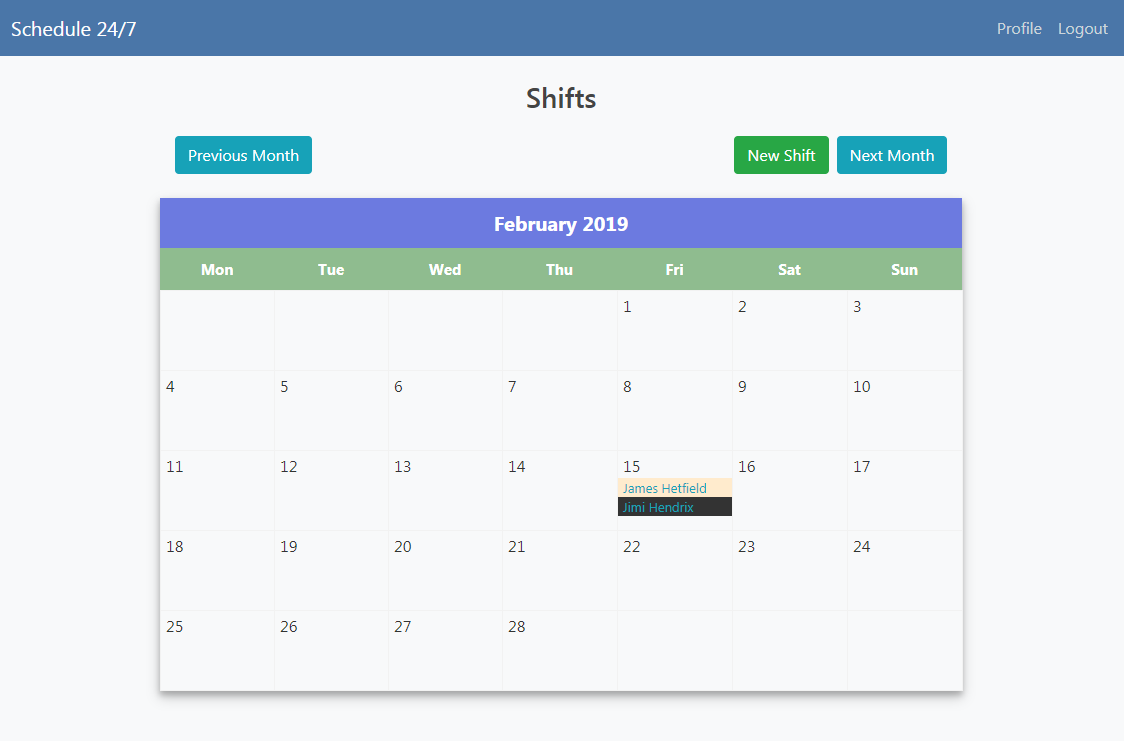 Schedule 24/7 Profile Logout
Shifts
Previous Month New Shift Next Month
February 2019
Mon Tue Wed Thu Fri Sat Sun
1 2 3
4 5 6 7 8 9 10
11 12 13 14 15 16 17
James Hetfield
Jimi Hendrix
18 19 20 21 22 23 24
25 26 27 28